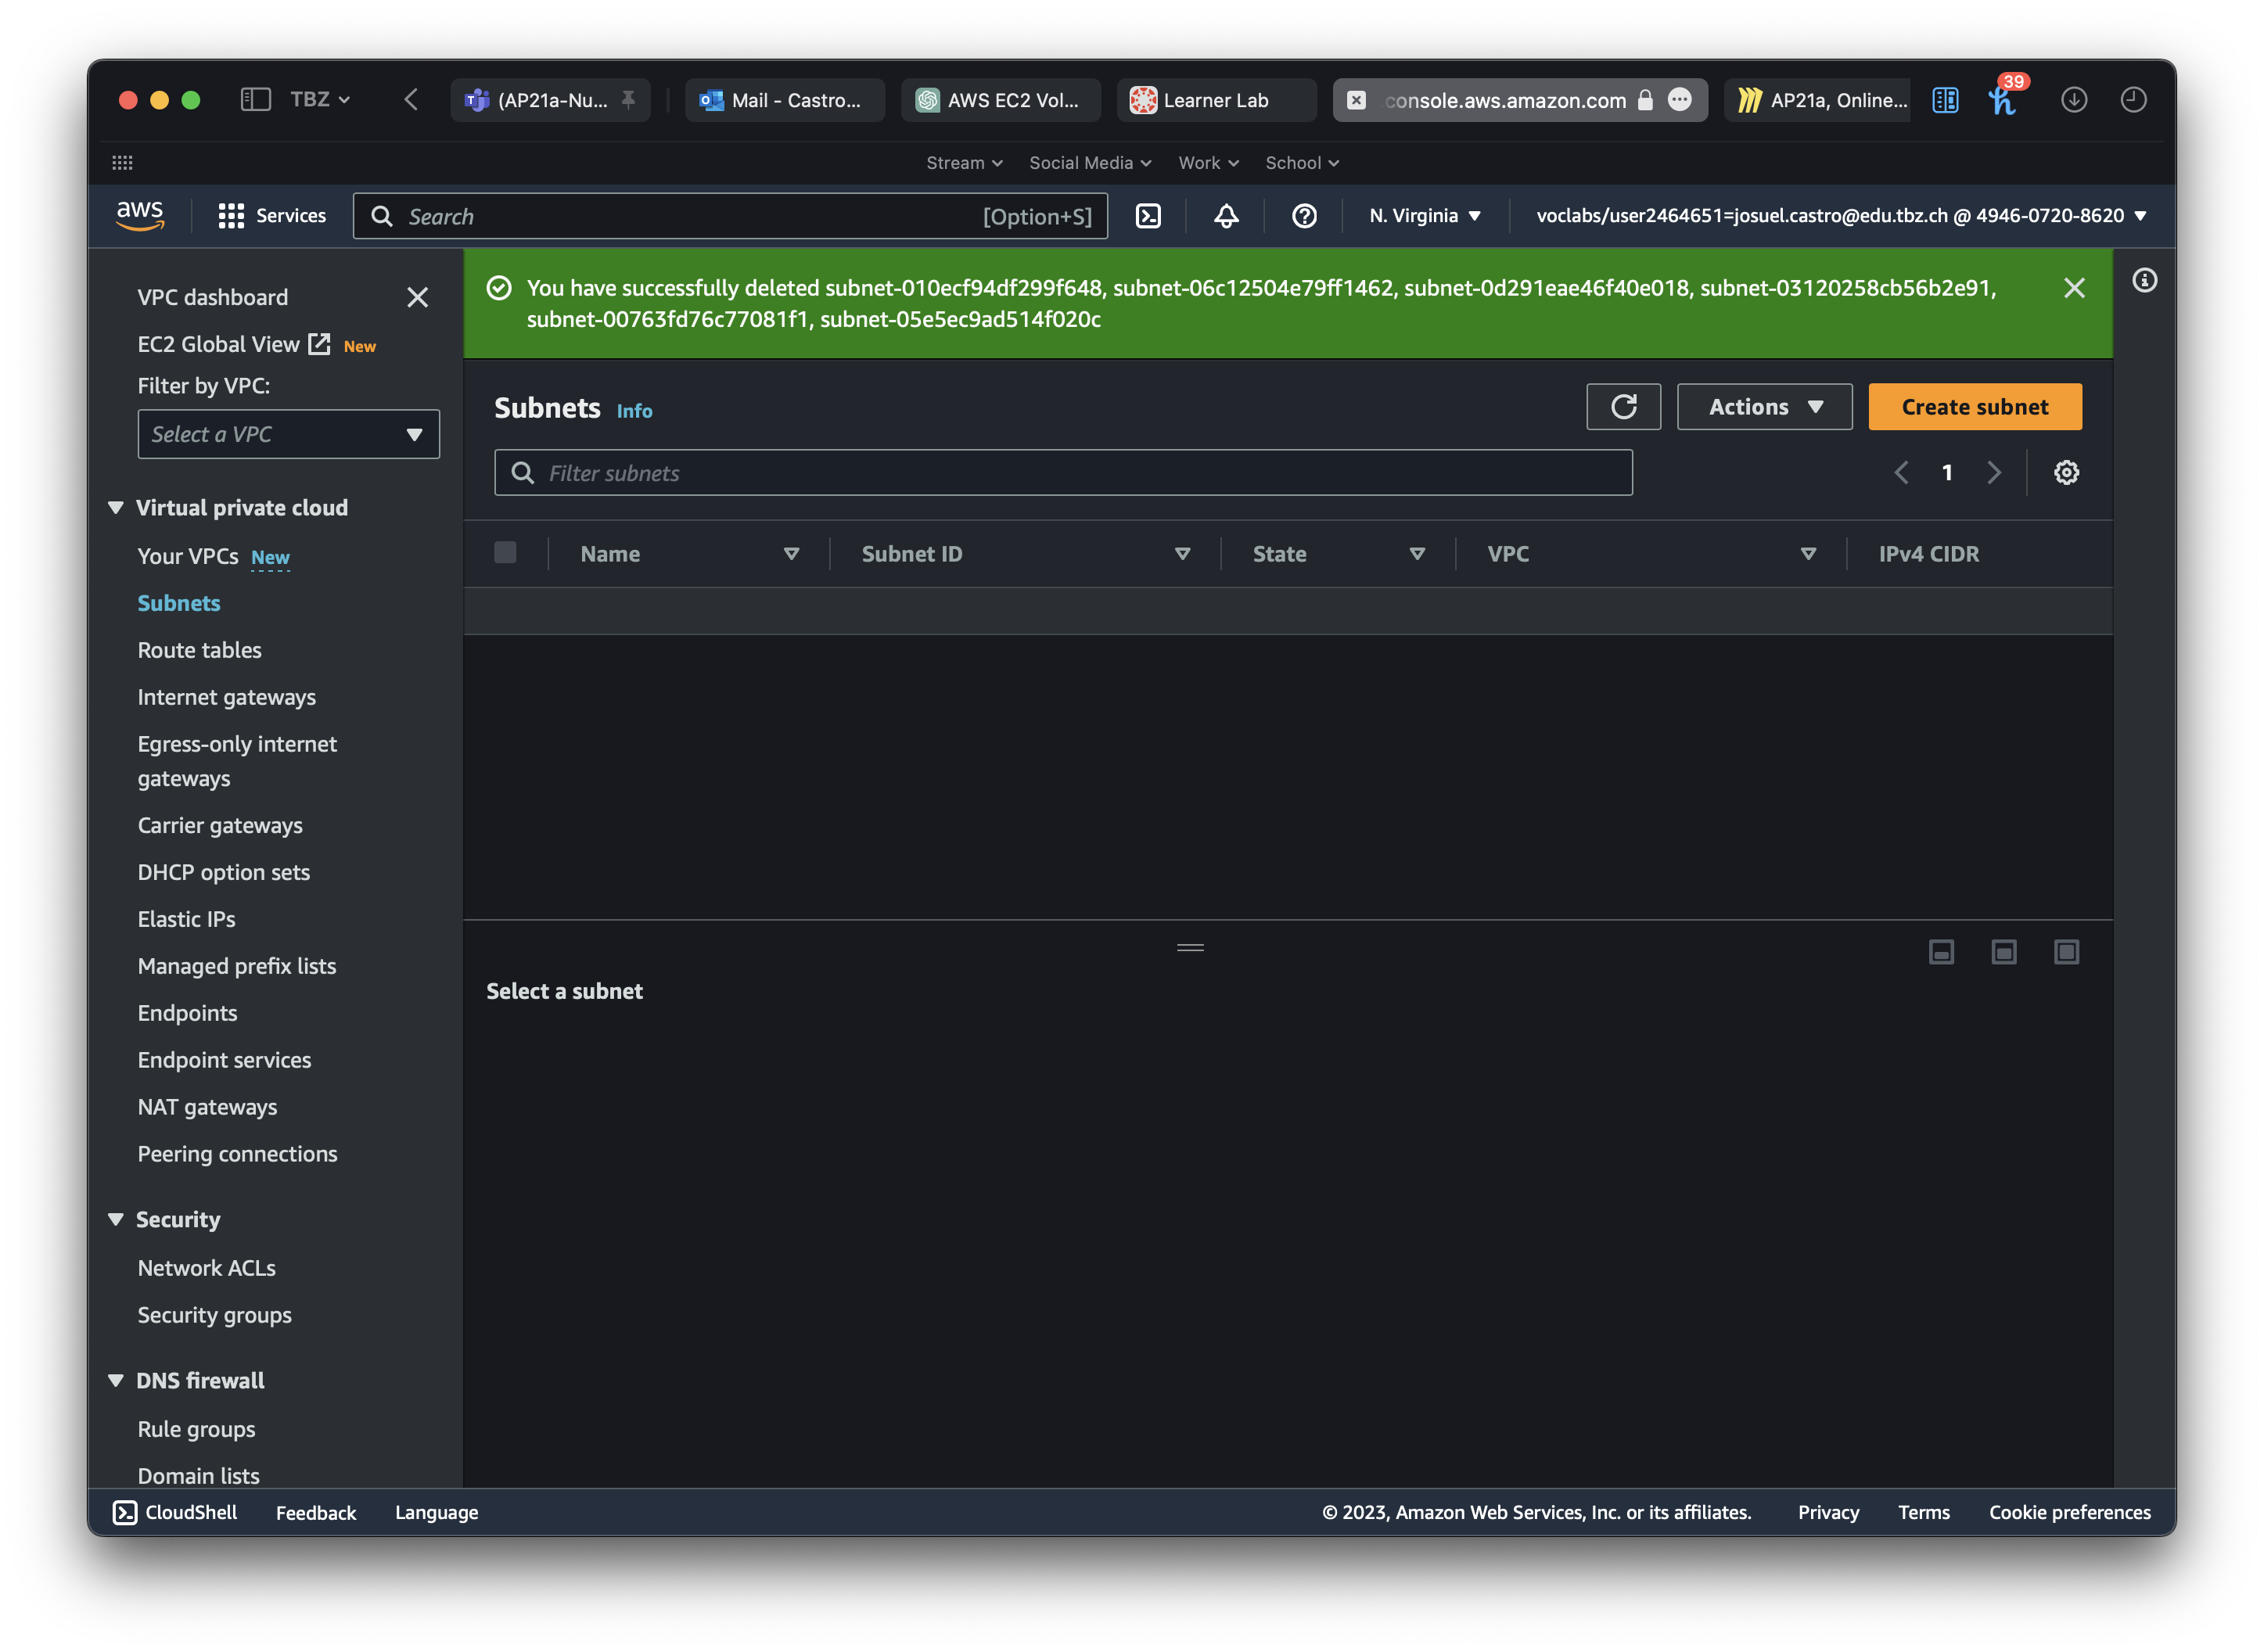 TBZ
(AP21a-Nu...
Mail - Castro...
AWS EC2 Vol...
Learner Lab
console.aws.amazon.com
AP21a, Online...
39
Stream
Social Media
Work
School
aws
Services
Search
[Option+S]
N. Virginia
voclabs/user2464651=josuel.castro@edu.tbz.ch @ 4946-0720-8620
VPC dashboard
EC2 Global View New
Filter by VPC:
Select a VPC
Virtual private cloud
Your VPCs New
Subnets
Route tables
Internet gateways
Egress-only internet
gateways
Carrier gateways
DHCP option sets
Elastic IPs
Managed prefix lists
Endpoints
Endpoint services
NAT gateways
Peering connections
Security
Network ACLs
Security groups
DNS firewall
Rule groups
Domain lists
You have successfully deleted subnet-010ecf94df299f648, subnet-06c12504e79ff1462, subnet-0d291eae46f40e018, subnet-03120258cb56b2e91,
subnet-00763fd76c77081f1, subnet-05e5ec9ad514f020c
Subnets Info
Actions
Create subnet
Filter subnets
1
Name
Subnet ID
State
VPC
IPv4 CIDR
Select a subnet
CloudShell
Feedback
Language
© 2023, Amazon Web Services, Inc. or its affiliates.
Privacy
Terms
Cookie preferences